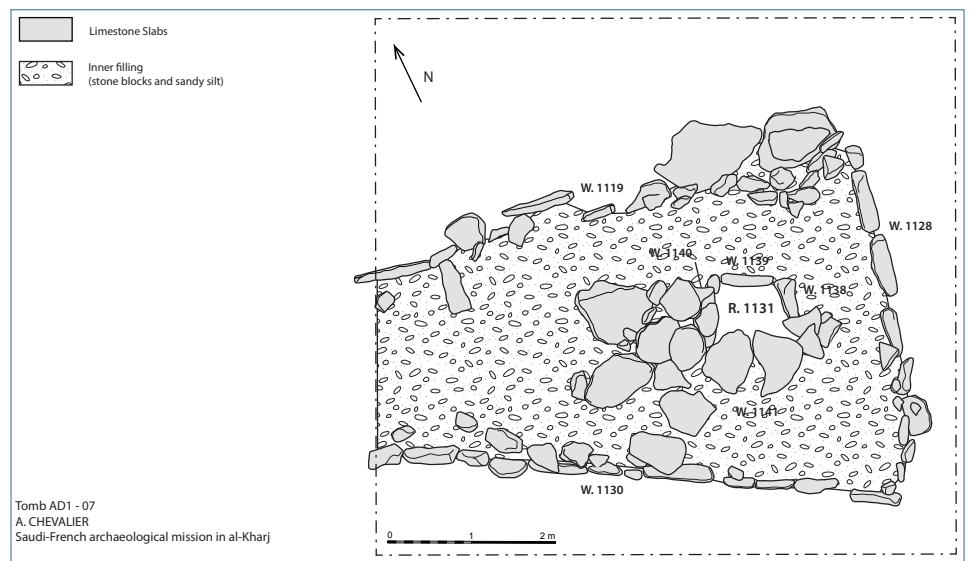 Limestone Slabs
Inner filling
(stone blocks and sandy silt)
N
W. 1119
W. 1128
W. 1140
W. 1139
W. 1138
R. 1131
W. 1141
W. 1130
Tomb AD1 - 07
A. CHEVALIER
Saudi-French archaeological mission in al-Kharj
0 1 2 m